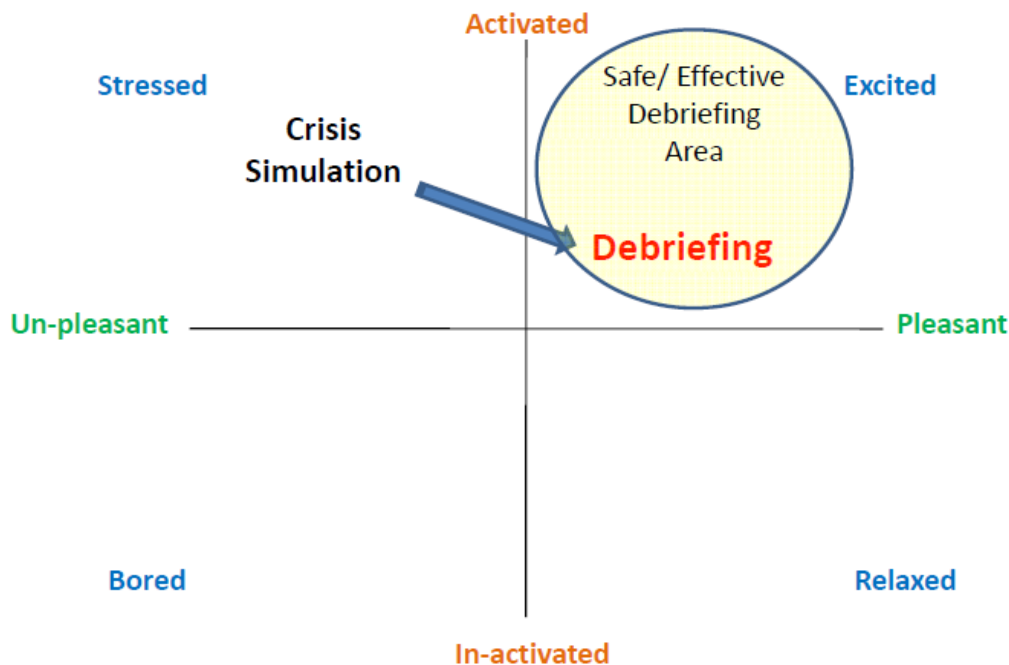 Activated
Stressed
Safe/ Effective
Debriefing
Area
Excited
Crisis
Simulation
Debriefing
Un-pleasant
Pleasant
Bored
Relaxed
In-activated